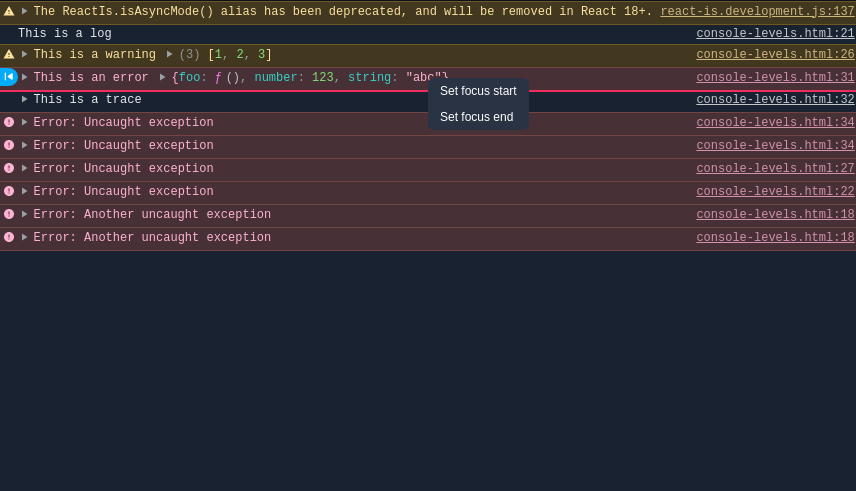 The ReactIs.isAsyncMode() alias has been deprecated, and will be removed in React 18+. react-is.development.js:137
This is a log console-levels.html:21
This is a warning (3) [1, 2, 3] console-levels.html:26
This is an error {foo: ƒ (), number: 123, string: "abc"} console-levels.html:31
Set focus start
This is a trace console-levels.html:32
Set focus end
Error: Uncaught exception console-levels.html:34
Error: Uncaught exception console-levels.html:34
Error: Uncaught exception console-levels.html:27
Error: Uncaught exception console-levels.html:22
Error: Another uncaught exception console-levels.html:18
Error: Another uncaught exception console-levels.html:18